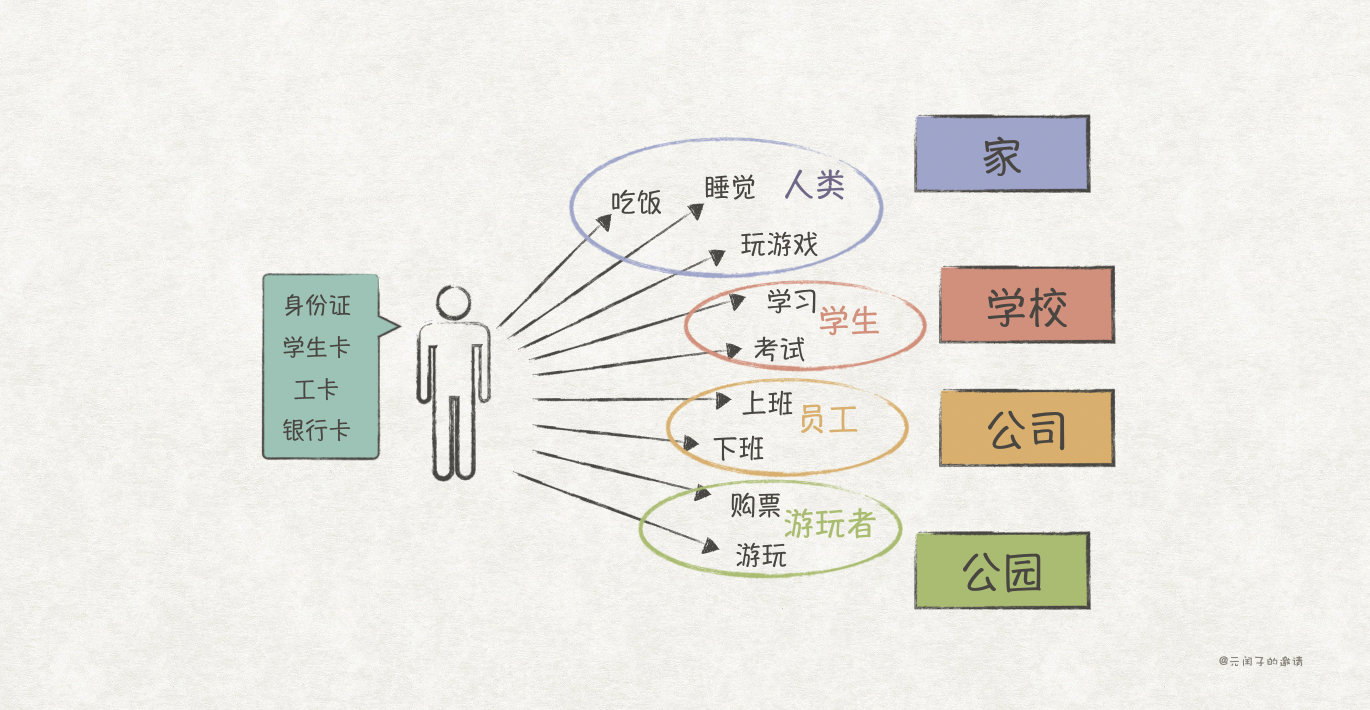 身份证
学生卡
工卡
银行卡
吃饭
睡觉
人类
玩游戏
学习
学生
考试
上班
员工
下班
购票
游玩者
游玩
家
学校
公司
公园
@元闰子的邀请